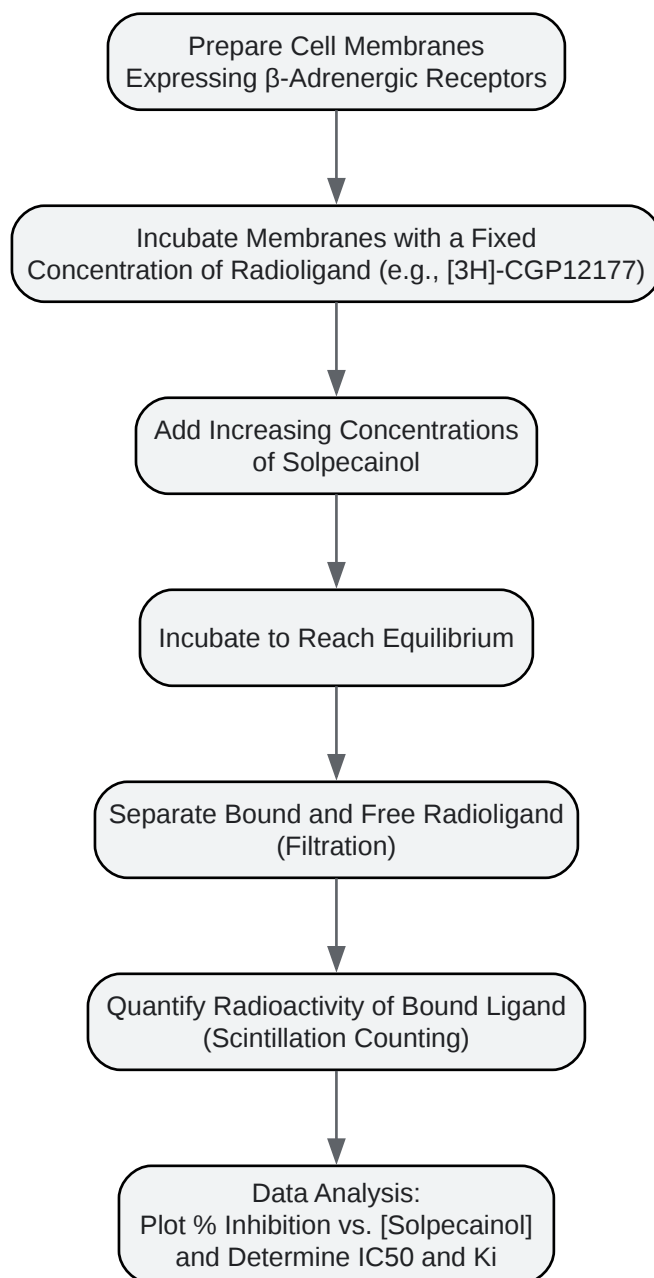 Prepare Cell Membranes
Expressing β-Adrenergic Receptors
Incubate Membranes with a Fixed
Concentration of Radioligand (e.g., [3H]-CGP12177)
Add Increasing Concentrations
of Solpecainol
Incubate to Reach Equilibrium
Separate Bound and Free Radioligand
(Filtration)
Quantify Radioactivity of Bound Ligand
(Scintillation Counting)
Data Analysis:
Plot % Inhibition vs. [Solpecainol]
and Determine IC50 and Ki